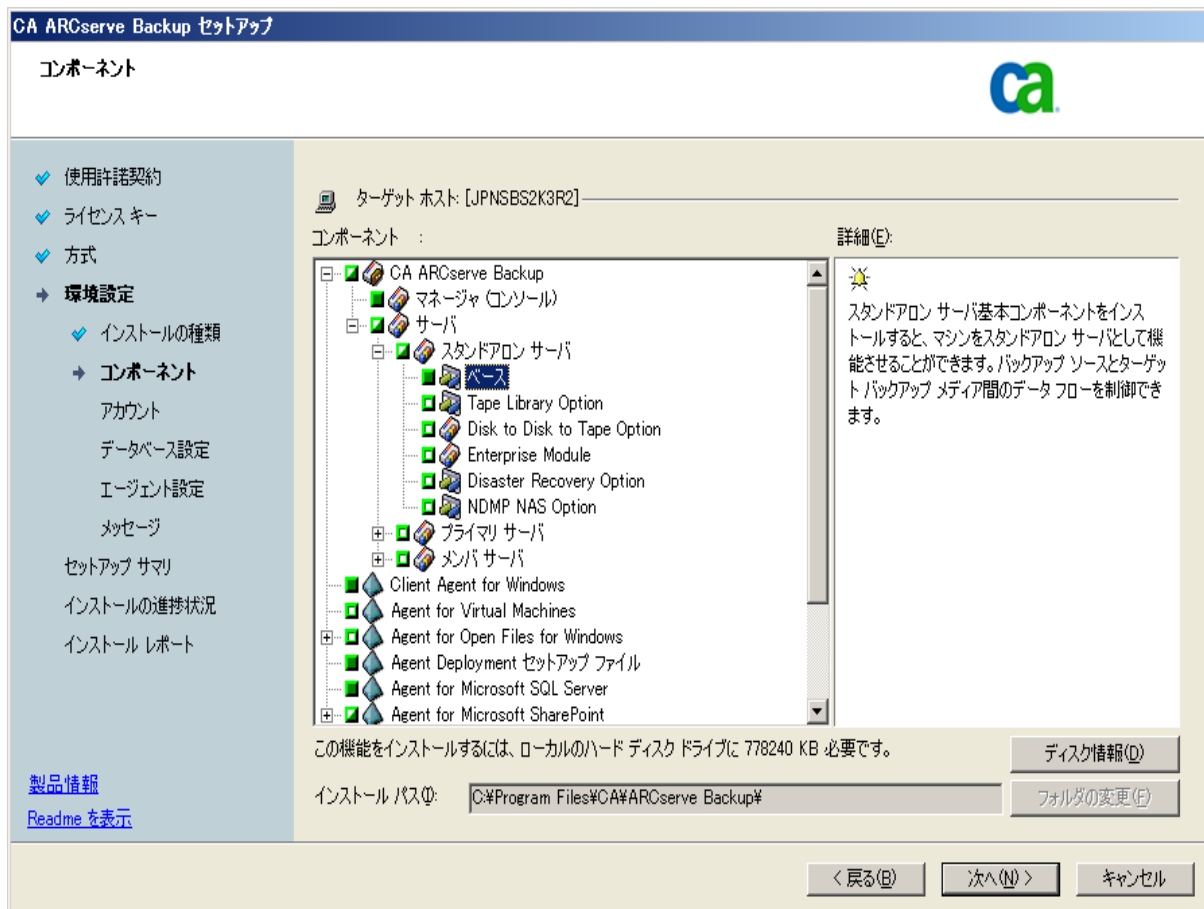 CA ARCserve Backup セットアップ
コンポーネント
ca
使用許諾契約
ライセンス キー
方式
環境設定
インストールの種類
コンポーネント
アカウント
データベース設定
エージェント設定
メッセージ
セットアップ サマリ
インストールの進捗状況
インストール レポート
製品情報
Readme を表示
ターゲット ホスト: [JPNSBS2K3R2]
コンポーネント :
CA ARCserve Backup
マネージャ (コンソール)
サーバ
スタンドアロン サーバ
ベース
Tape Library Option
Disk to Disk to Tape Option
Enterprise Module
Disaster Recovery Option
NDMP NAS Option
プライマリ サーバ
メンバ サーバ
Client Agent for Windows
Agent for Virtual Machines
Agent for Open Files for Windows
Agent Deployment セットアップ ファイル
Agent for Microsoft SQL Server
Agent for Microsoft SharePoint
詳細(E):
スタンドアロン サーバ基本コンポーネントをインス
トールすると、マシンをスタンドアロン サーバとして機
能させることができます。バックアップ ソースとターゲッ
ト バックアップ メディア間のデータ フローを制御でき
ます。
この機能をインストールするには、ローカルのハード ディスク ドライブに 778240 KB 必要です。
ディスク情報(D)
インストール パス(I):
C:¥Program Files¥CA¥ARCserve Backup¥
フォルダの変更(F)
< 戻る(B)
次へ(N) >
キャンセル